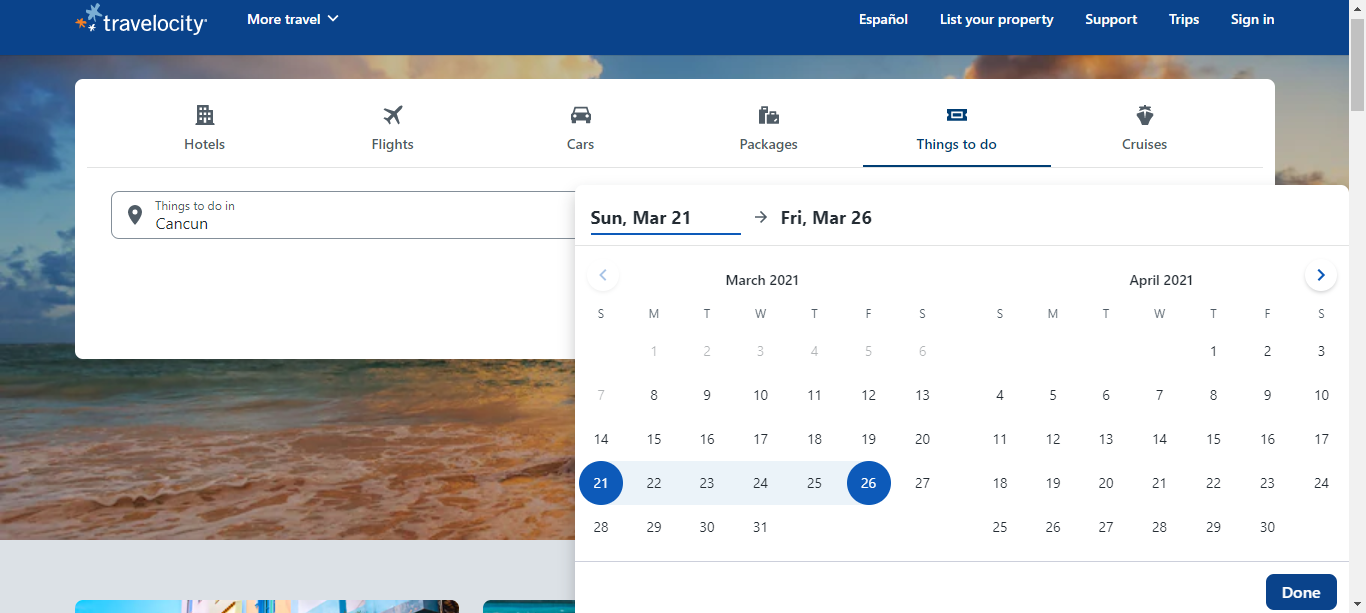 travelocity
More travel
Español
List your property
Support
Trips
Sign in
Hotels
Flights
Cars
Packages
Things to do
Cruises
Things to do in
Cancun
Sun, Mar 21
Fri, Mar 26
March 2021
S M T W T F S
1 2 3 4 5 6
7 8 9 10 11 12 13
14 15 16 17 18 19 20
21 22 23 24 25 26 27
28 29 30 31
April 2021
S M T W T F S
1 2 3
4 5 6 7 8 9 10
11 12 13 14 15 16 17
18 19 20 21 22 23 24
25 26 27 28 29 30
Done